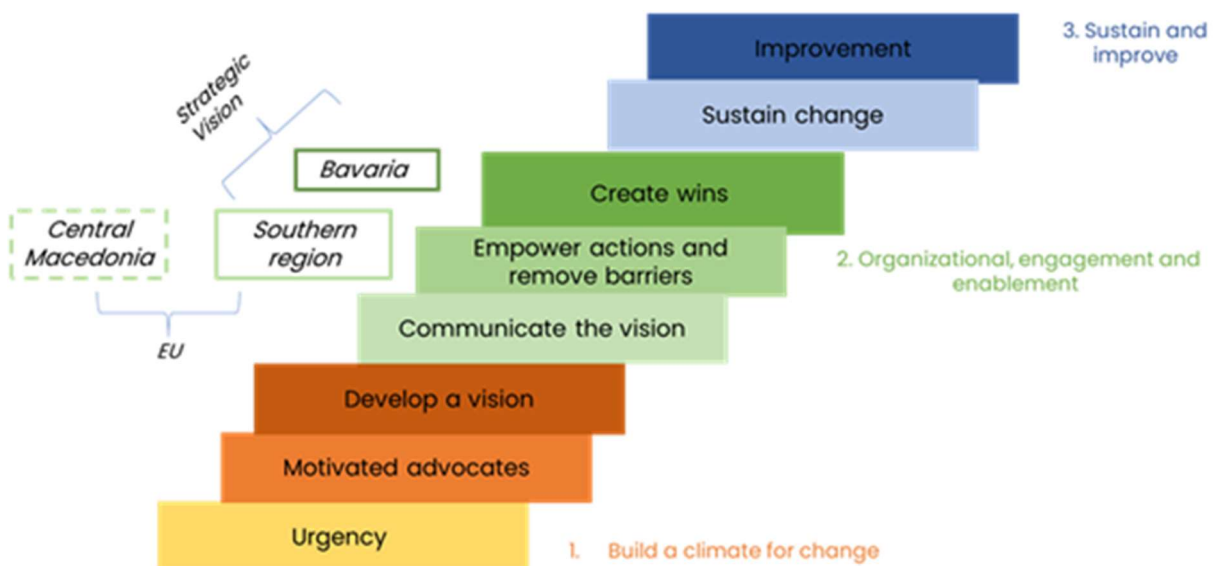 Improvement
3. Sustain and
improve
Sustain change
Strategic
Vision
Bavaria
Create wins
Central
Macedonia
Southern
region
Empower actions and
remove barriers
2. Organizational, engagement and
enablement
Communicate the vision
EU
Develop a vision
Motivated advocates
Urgency
1. Build a climate for change